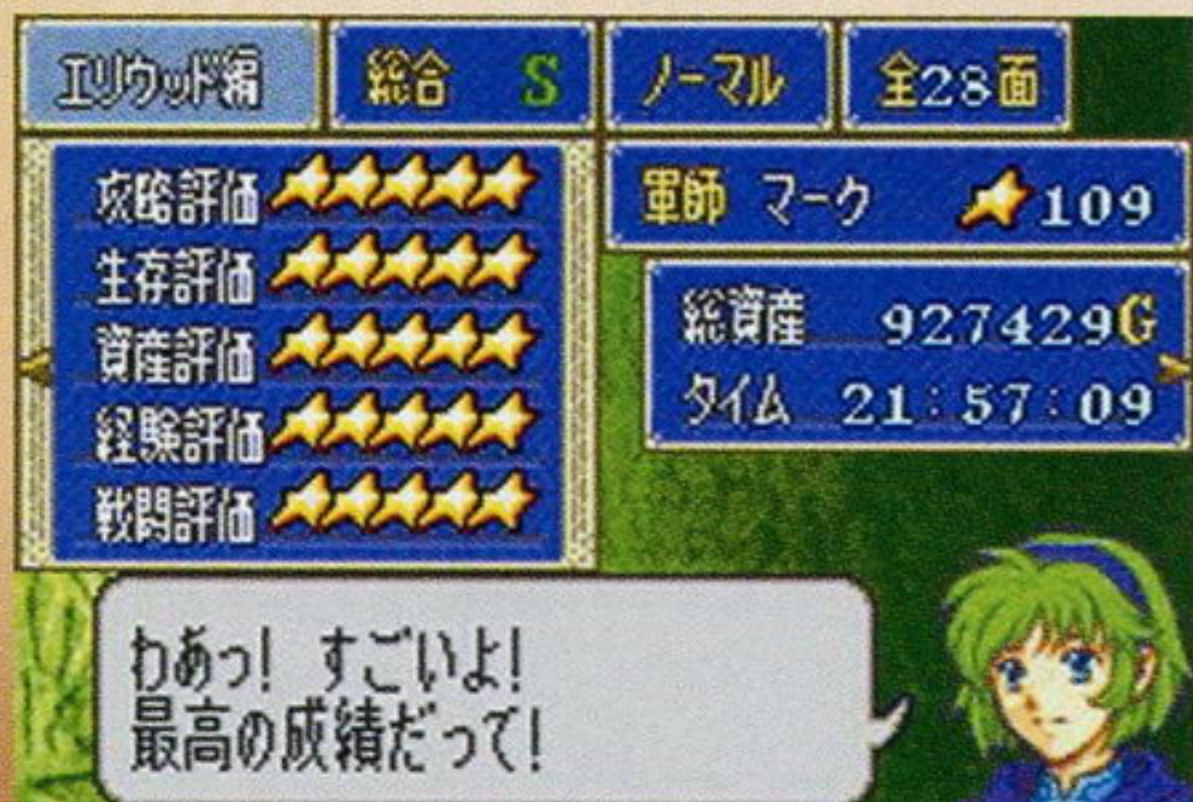 エリウッド編 総合 S ノーマル 全28面
攻略評価
生存評価
資産評価
経験評価
戦闘評価
軍師 マーク 109
総資産 927429G
タイム 21:57:09
わあっ! すごいよ!
最高の成績だって!